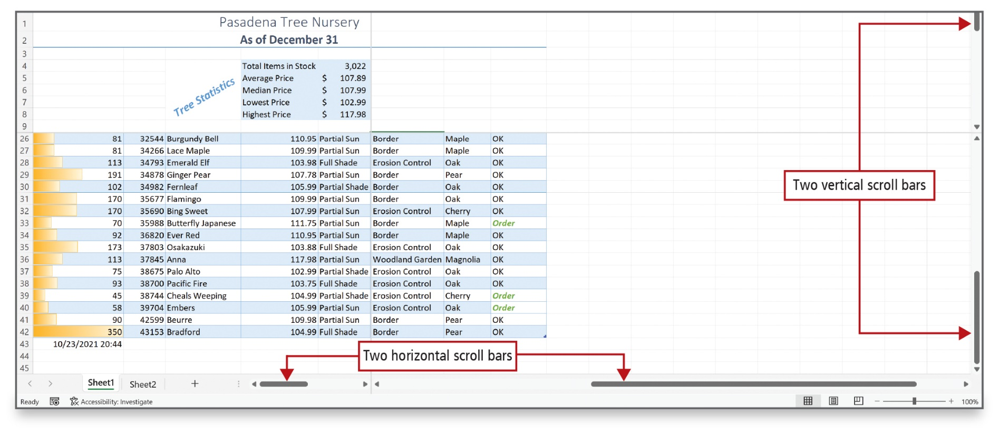 1 Pasadena Tree Nursery
2 As of December 31
3
4 Total Items in Stock 3,022
5 Average Price $ 107.89
6 Median Price $ 107.99
7 Lowest Price $ 102.99
8 Highest Price $ 117.98
Tree Statistics
9
26 81 32544 Burgundy Bell 110.95 Partial Sun Border Maple OK
27 81 34266 Lace Maple 109.99 Partial Sun Border Maple OK
28 113 34793 Emerald Elf 103.98 Full Shade Erosion Control Oak OK
29 191 34878 Ginger Pear 107.78 Partial Sun Border Pear OK
30 102 34982 Fernleaf 105.99 Partial Shade Border Oak OK
31 170 35677 Flamingo 109.99 Partial Sun Border Oak OK
32 170 35690 Bing Sweet 107.99 Partial Sun Erosion Control Cherry OK
33 70 35988 Butterfly Japanese 111.75 Partial Sun Border Maple Order
34 92 36820 Ever Red 110.95 Partial Sun Border Maple OK
35 173 37803 Osakazuki 103.88 Full Shade Erosion Control Oak OK
36 113 37845 Anna 117.98 Partial Sun Woodland Garden Magnolia OK
37 75 38675 Palo Alto 102.99 Partial Shade Erosion Control Oak OK
38 93 38700 Pacific Fire 103.75 Full Shade Erosion Control Oak OK
39 45 38744 Cheals Weeping 104.99 Partial Shade Erosion Control Cherry Order
40 58 39704 Embers 105.99 Partial Sun Erosion Control Oak Order
41 90 42599 Beurre 109.98 Partial Sun Border Pear OK
42 350 43153 Bradford 104.99 Full Shade Border Pear OK
43 10/23/2021 20:44
44
45
Two vertical scroll bars
Two horizontal scroll bars
Sheet1 Sheet2 +
Ready Accessibility: Investigate 100%